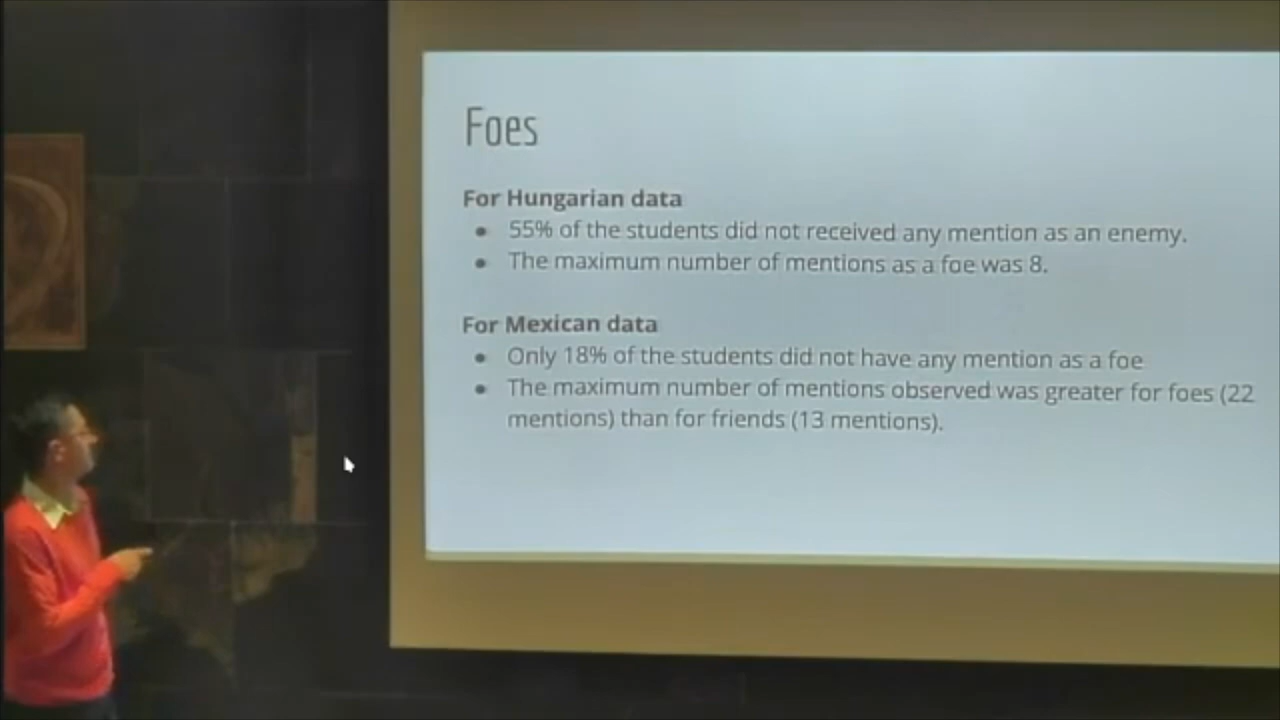 Foes
For Hungarian data
● 55% of the students did not received any mention as an enemy.
● The maximum number of mentions as a foe was 8.
For Mexican data
● Only 18% of the students did not have any mention as a foe
● The maximum number of mentions observed was greater for foes (22
mentions) than for friends (13 mentions).